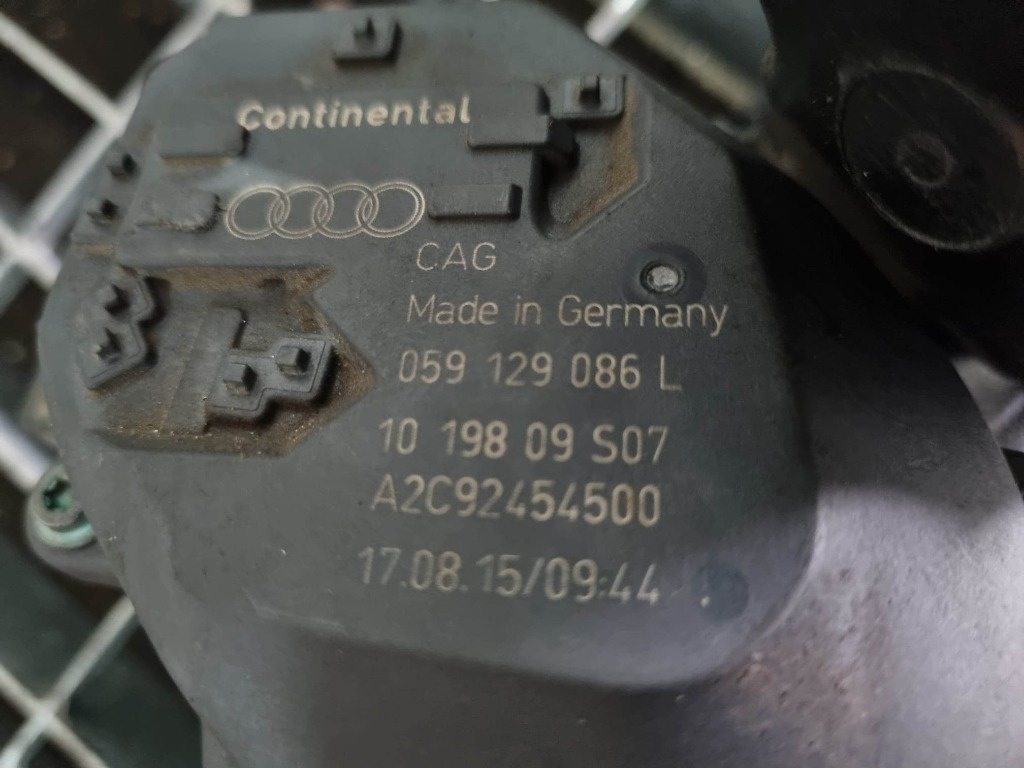 Continental
CAG
Made in Germany
059 129 086 L
10 198 09 S07
A2C92454500
17.08.15/09:44